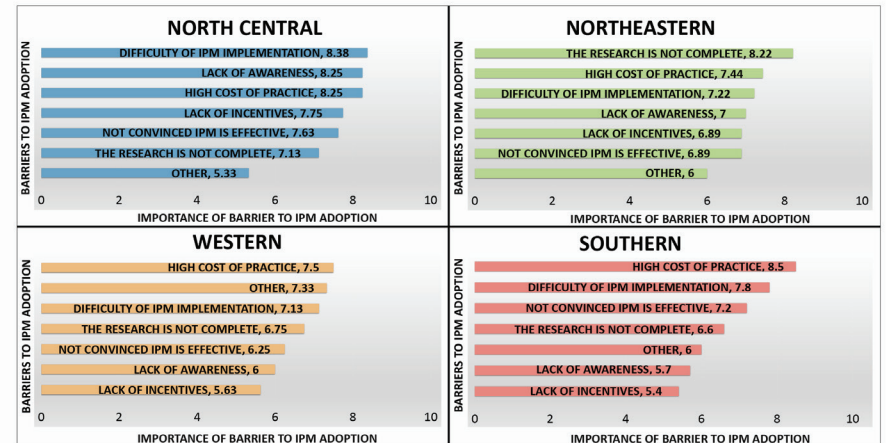 NORTH CENTRAL
BARRIERS TO IPM ADOPTION
DIFFICULTY OF IPM IMPLEMENTATION, 8.38
LACK OF AWARENESS, 8.25
HIGH COST OF PRACTICE, 8.25
LACK OF INCENTIVES, 7.75
NOT CONVINCED IPM IS EFFECTIVE, 7.63
THE RESEARCH IS NOT COMPLETE, 7.13
OTHER, 5.33
0 2 4 6 8 10
IMPORTANCE OF BARRIER TO IPM ADOPTION
NORTHEASTERN
BARRIERS TO IPM ADOPTION
THE RESEARCH IS NOT COMPLETE, 8.22
HIGH COST OF PRACTICE, 7.44
DIFFICULTY OF IPM IMPLEMENTATION, 7.22
LACK OF AWARENESS, 7
LACK OF INCENTIVES, 6.89
NOT CONVINCED IPM IS EFFECTIVE, 6.89
OTHER, 6
0 2 4 6 8 10
IMPORTANCE OF BARRIER TO IPM ADOPTION
WESTERN
BARRIERS TO IPM ADOPTION
HIGH COST OF PRACTICE, 7.5
OTHER, 7.33
DIFFICULTY OF IPM IMPLEMENTATION, 7.13
THE RESEARCH IS NOT COMPLETE, 6.75
NOT CONVINCED IPM IS EFFECTIVE, 6.25
LACK OF AWARENESS, 6
LACK OF INCENTIVES, 5.63
0 2 4 6 8 10
IMPORTANCE OF BARRIER TO IPM ADOPTION
SOUTHERN
BARRIERS TO IPM ADOPTION
HIGH COST OF PRACTICE, 8.5
DIFFICULTY OF IPM IMPLEMENTATION, 7.8
NOT CONVINCED IPM IS EFFECTIVE, 7.2
THE RESEARCH IS NOT COMPLETE, 6.6
OTHER, 6
LACK OF AWARENESS, 5.7
LACK OF INCENTIVES, 5.4
0 2 4 6 8 10
IMPORTANCE OF BARRIER TO IPM ADOPTION